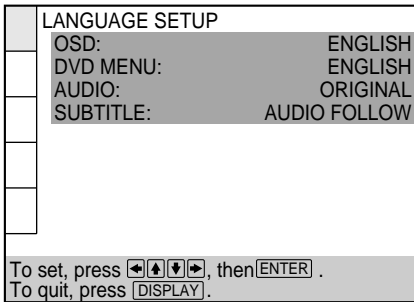 LANGUAGE SETUP
OSD: ENGLISH
DVD MENU: ENGLISH
AUDIO: ORIGINAL
SUBTITLE: AUDIO FOLLOW
To set, press ←↑↓→, then ENTER .
To quit, press DISPLAY .